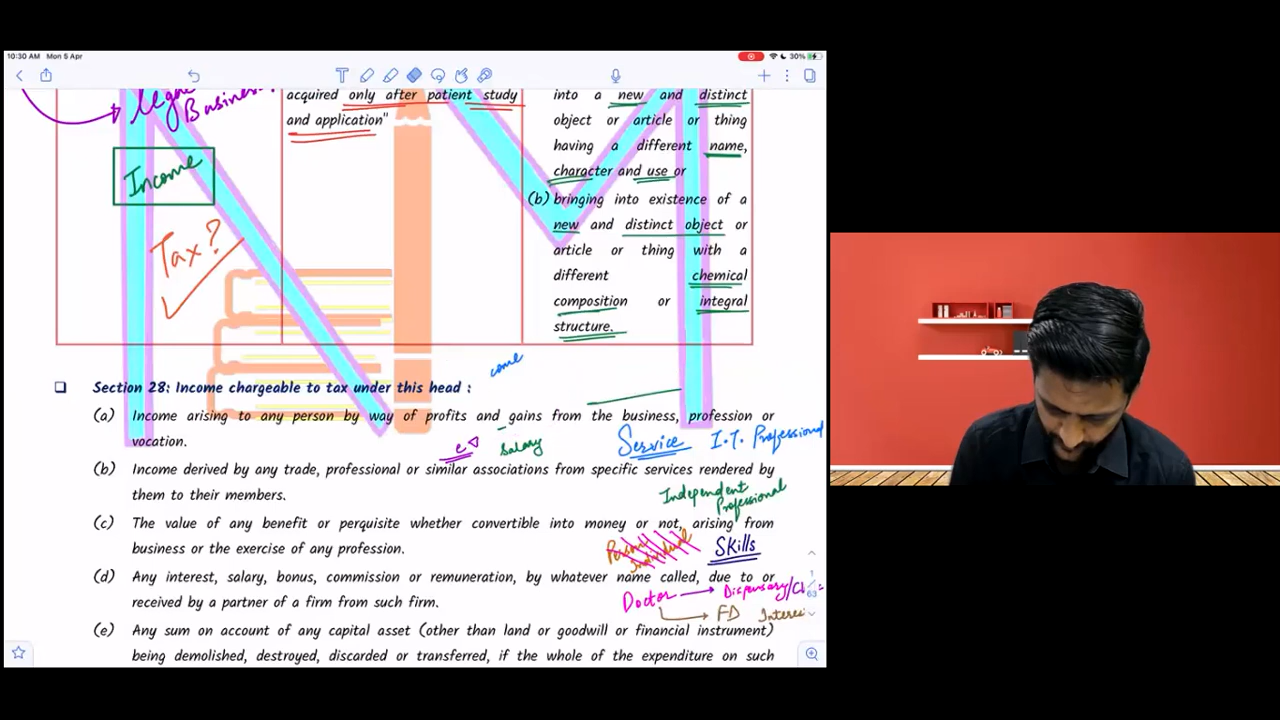 10:30 AM Mon 5 Apr
30%
T
Business
Income
Tax?
acquired only after patient study
and application"
into a new and distinct
object or article or thing
having a different name,
character and use or
(b) bringing into existence of a
new and distinct object or
article or thing with a
different chemical
composition or integral
structure.
come
Section 28: Income chargeable to tax under this head :
(a) Income arising to any person by way of profits and gains from the business, profession or
vocation.
e
Salary
Service
I.T. Professional
(b) Income derived by any trade, professional or similar associations from specific services rendered by
them to their members.
Independent
Professional
(c) The value of any benefit or perquisite whether convertible into money or not, arising from
business or the exercise of any profession.
Person
Individual
Skills
(d) Any interest, salary, bonus, commission or remuneration, by whatever name called, due to or
received by a partner of a firm from such firm.
Doctor → Dispensary/Cl
FD Interes
1
63
(e) Any sum on account of any capital asset (other than land or goodwill or financial instrument)
being demolished, destroyed, discarded or transferred, if the whole of the expenditure on such